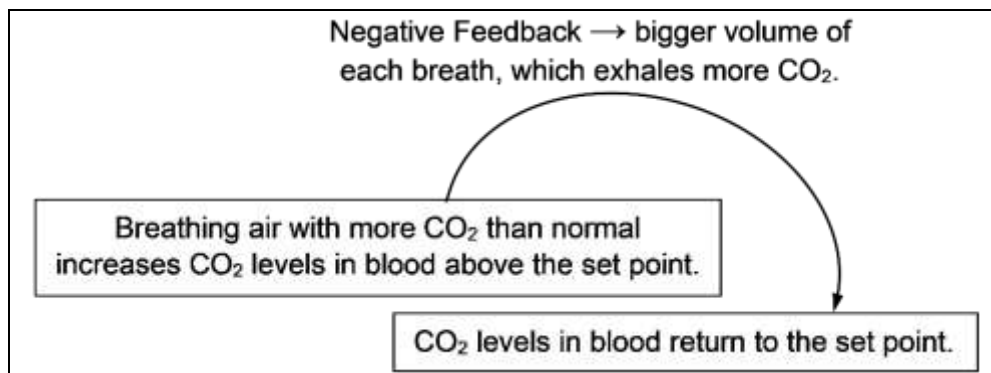 Negative Feedback → bigger volume of
each breath, which exhales more CO₂.
Breathing air with more CO₂ than normal
increases CO₂ levels in blood above the set point.
CO₂ levels in blood return to the set point.